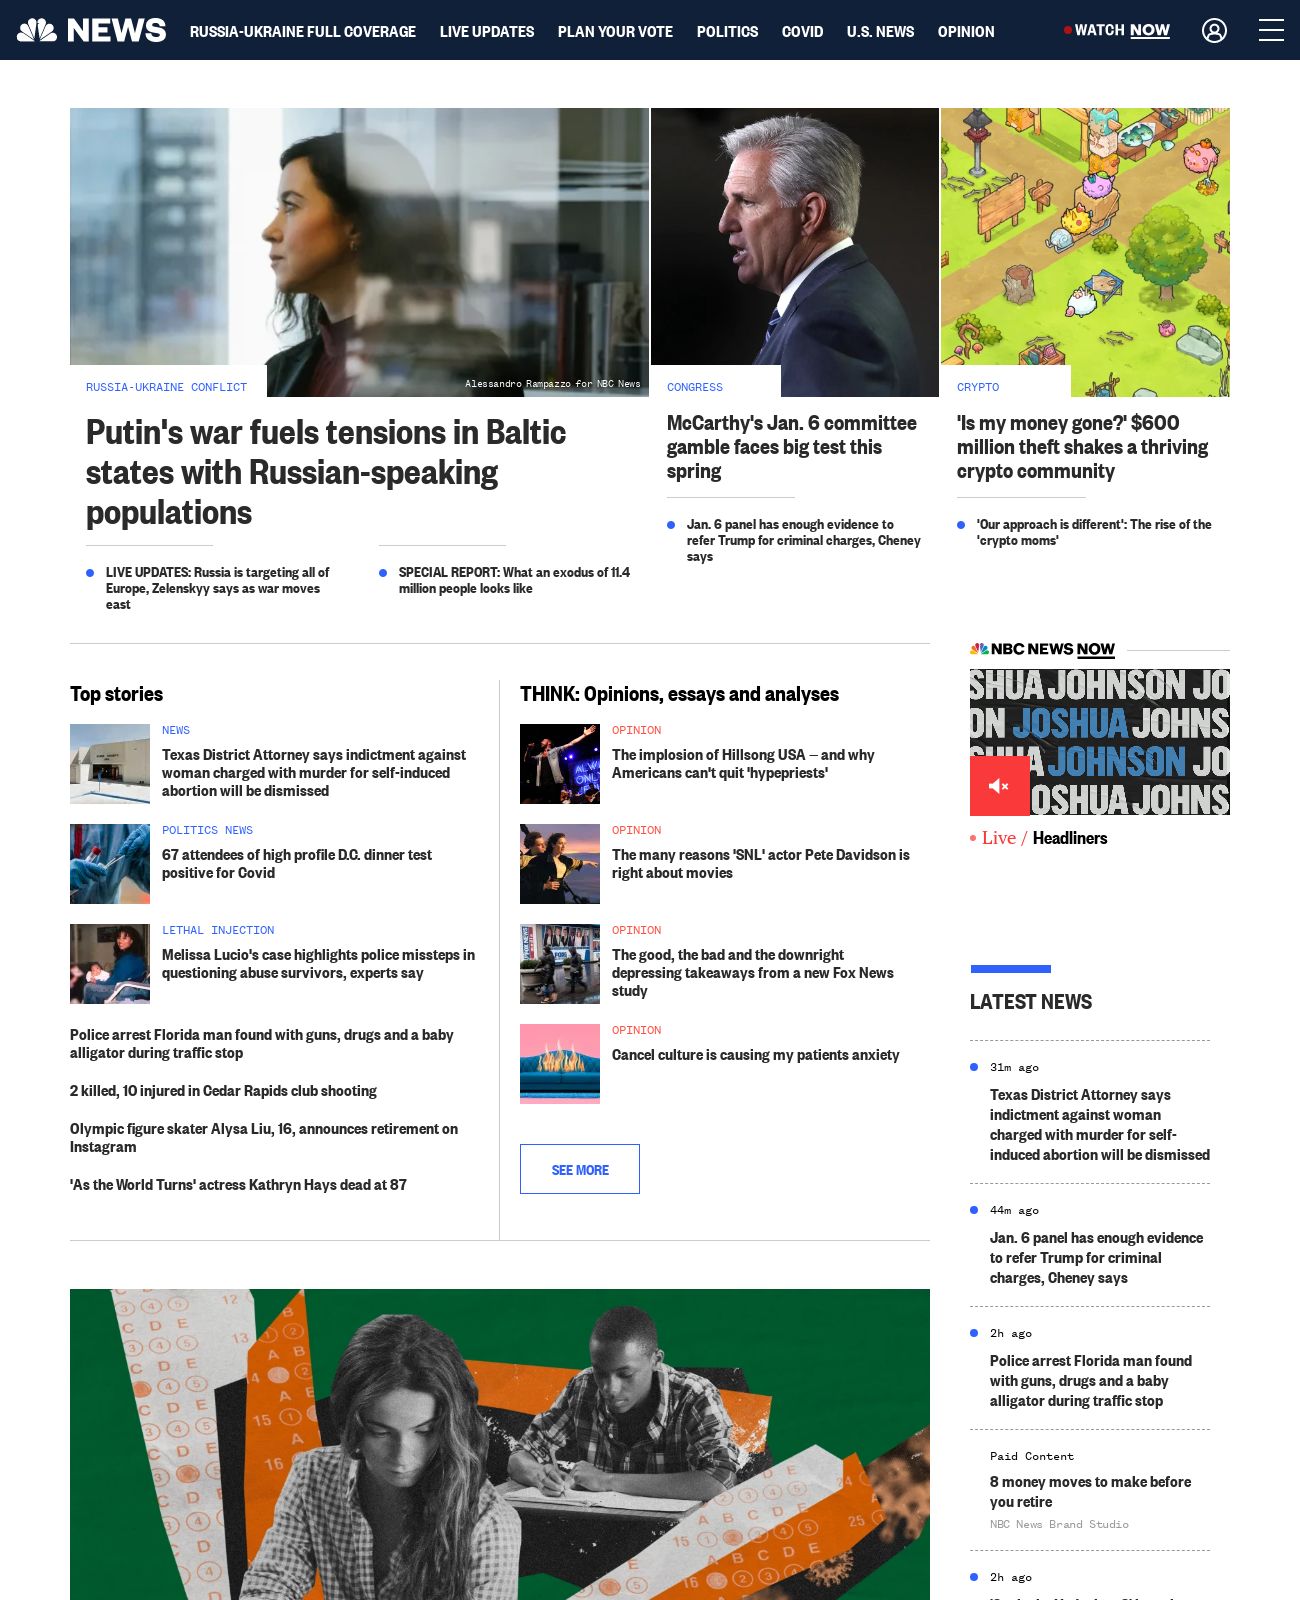 NEWS
RUSSIA-UKRAINE FULL COVERAGE
LIVE UPDATES
PLAN YOUR VOTE
POLITICS
COVID
U.S. NEWS
OPINION
WATCH NOW
Alessandro Rampazzo for NBC News
RUSSIA-UKRAINE CONFLICT
Putin's war fuels tensions in Baltic
states with Russian-speaking
populations
LIVE UPDATES: Russia is targeting all of
Europe, Zelenskyy says as war moves
east
SPECIAL REPORT: What an exodus of 11.4
million people looks like
CONGRESS
McCarthy's Jan. 6 committee
gamble faces big test this
spring
Jan. 6 panel has enough evidence to
refer Trump for criminal charges, Cheney
says
CRYPTO
'Is my money gone?' $600
million theft shakes a thriving
crypto community
'Our approach is different': The rise of the
'crypto moms'
Top stories
NEWS
Texas District Attorney says indictment against
woman charged with murder for self-induced
abortion will be dismissed
POLITICS NEWS
67 attendees of high profile D.C. dinner test
positive for Covid
LETHAL INJECTION
Melissa Lucio's case highlights police missteps in
questioning abuse survivors, experts say
Police arrest Florida man found with guns, drugs and a baby
alligator during traffic stop
2 killed, 10 injured in Cedar Rapids club shooting
Olympic figure skater Alysa Liu, 16, announces retirement on
Instagram
'As the World Turns' actress Kathryn Hays dead at 87
THINK: Opinions, essays and analyses
OPINION
The implosion of Hillsong USA — and why
Americans can't quit 'hypepriests'
OPINION
The many reasons 'SNL' actor Pete Davidson is
right about movies
OPINION
The good, the bad and the downright
depressing takeaways from a new Fox News
study
OPINION
Cancel culture is causing my patients anxiety
SEE MORE
NBC NEWS NOW
SHUA JOHNSON JO
ON JOSHUA JOHNS
SHUA JOHNSON JO
OSHUA JOHNS
Live / Headliners
LATEST NEWS
31m ago
Texas District Attorney says
indictment against woman
charged with murder for self-
induced abortion will be dismissed
44m ago
Jan. 6 panel has enough evidence
to refer Trump for criminal
charges, Cheney says
2h ago
Police arrest Florida man found
with guns, drugs and a baby
alligator during traffic stop
Paid Content
8 money moves to make before
you retire
NBC News Brand Studio
2h ago